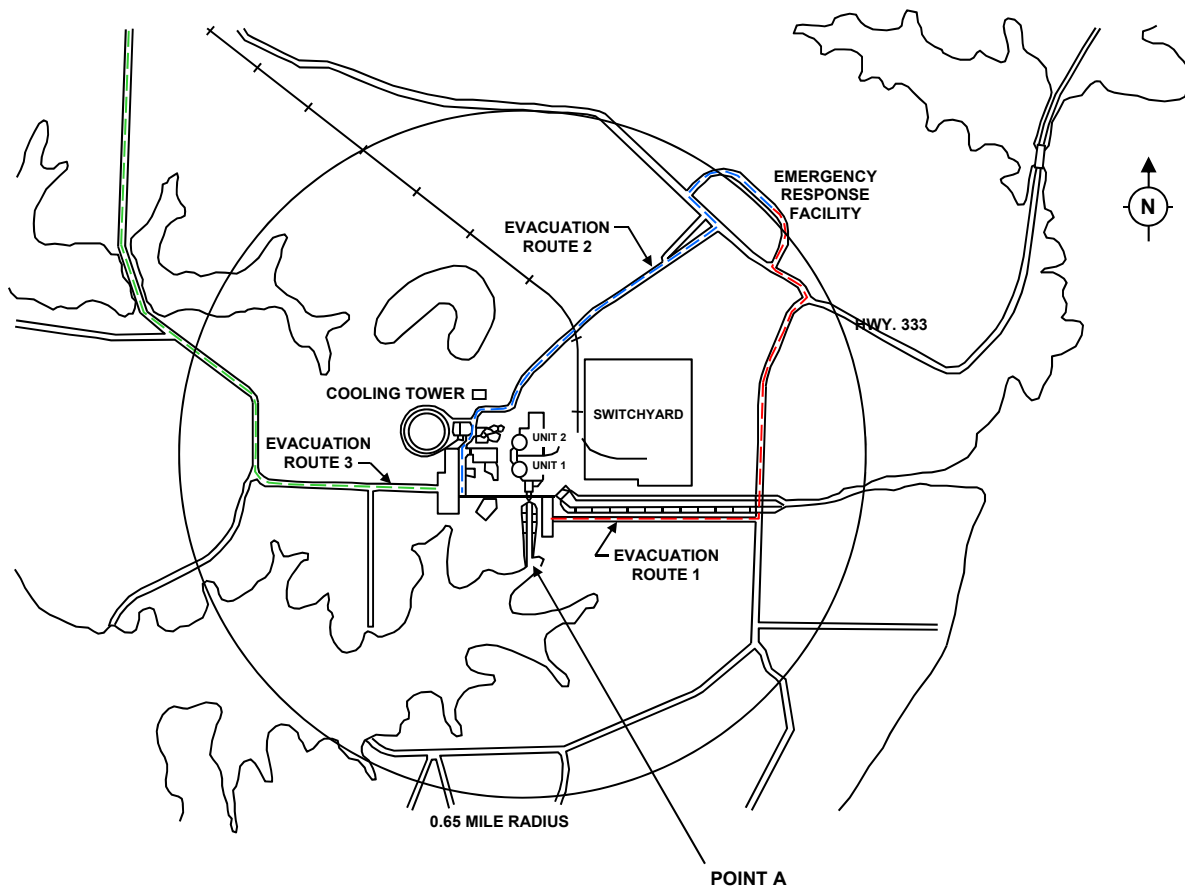 EMERGENCY
RESPONSE
FACILITY
N
EVACUATION
ROUTE 2
HWY. 333
COOLING TOWER
SWITCHYARD
UNIT 2
EVACUATION
ROUTE 3
UNIT 1
EVACUATION
ROUTE 1
0.65 MILE RADIUS
POINT A